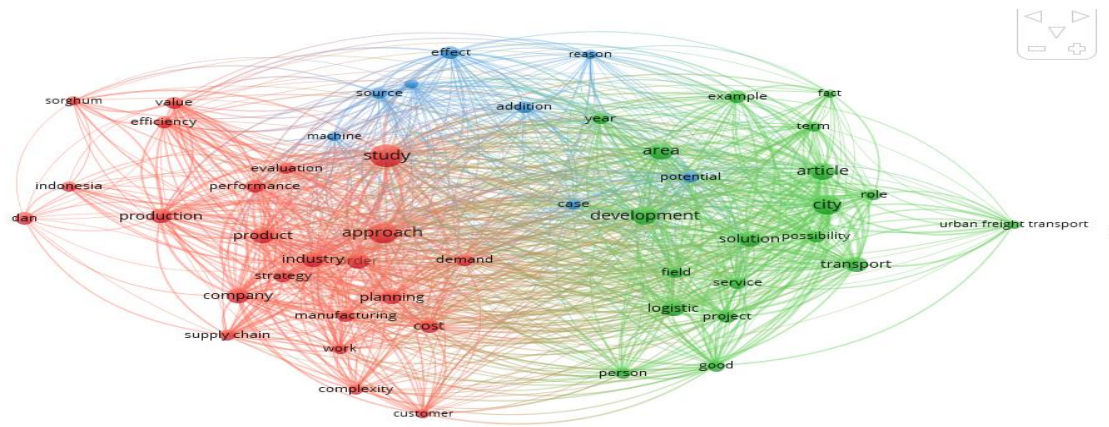 effect
reason
source
sorghum
value
example
fact
addition
efficiency
year
term
machine
study
area
evaluation
article
potential
indonesia
performance
role
case
dan
production
development
city
urban freight transport
product
approach
solution
possibility
industry
order
demand
transport
strategy
field
service
company
planning
logistic
manufacturing
project
supply chain
cost
work
good
person
complexity
customer